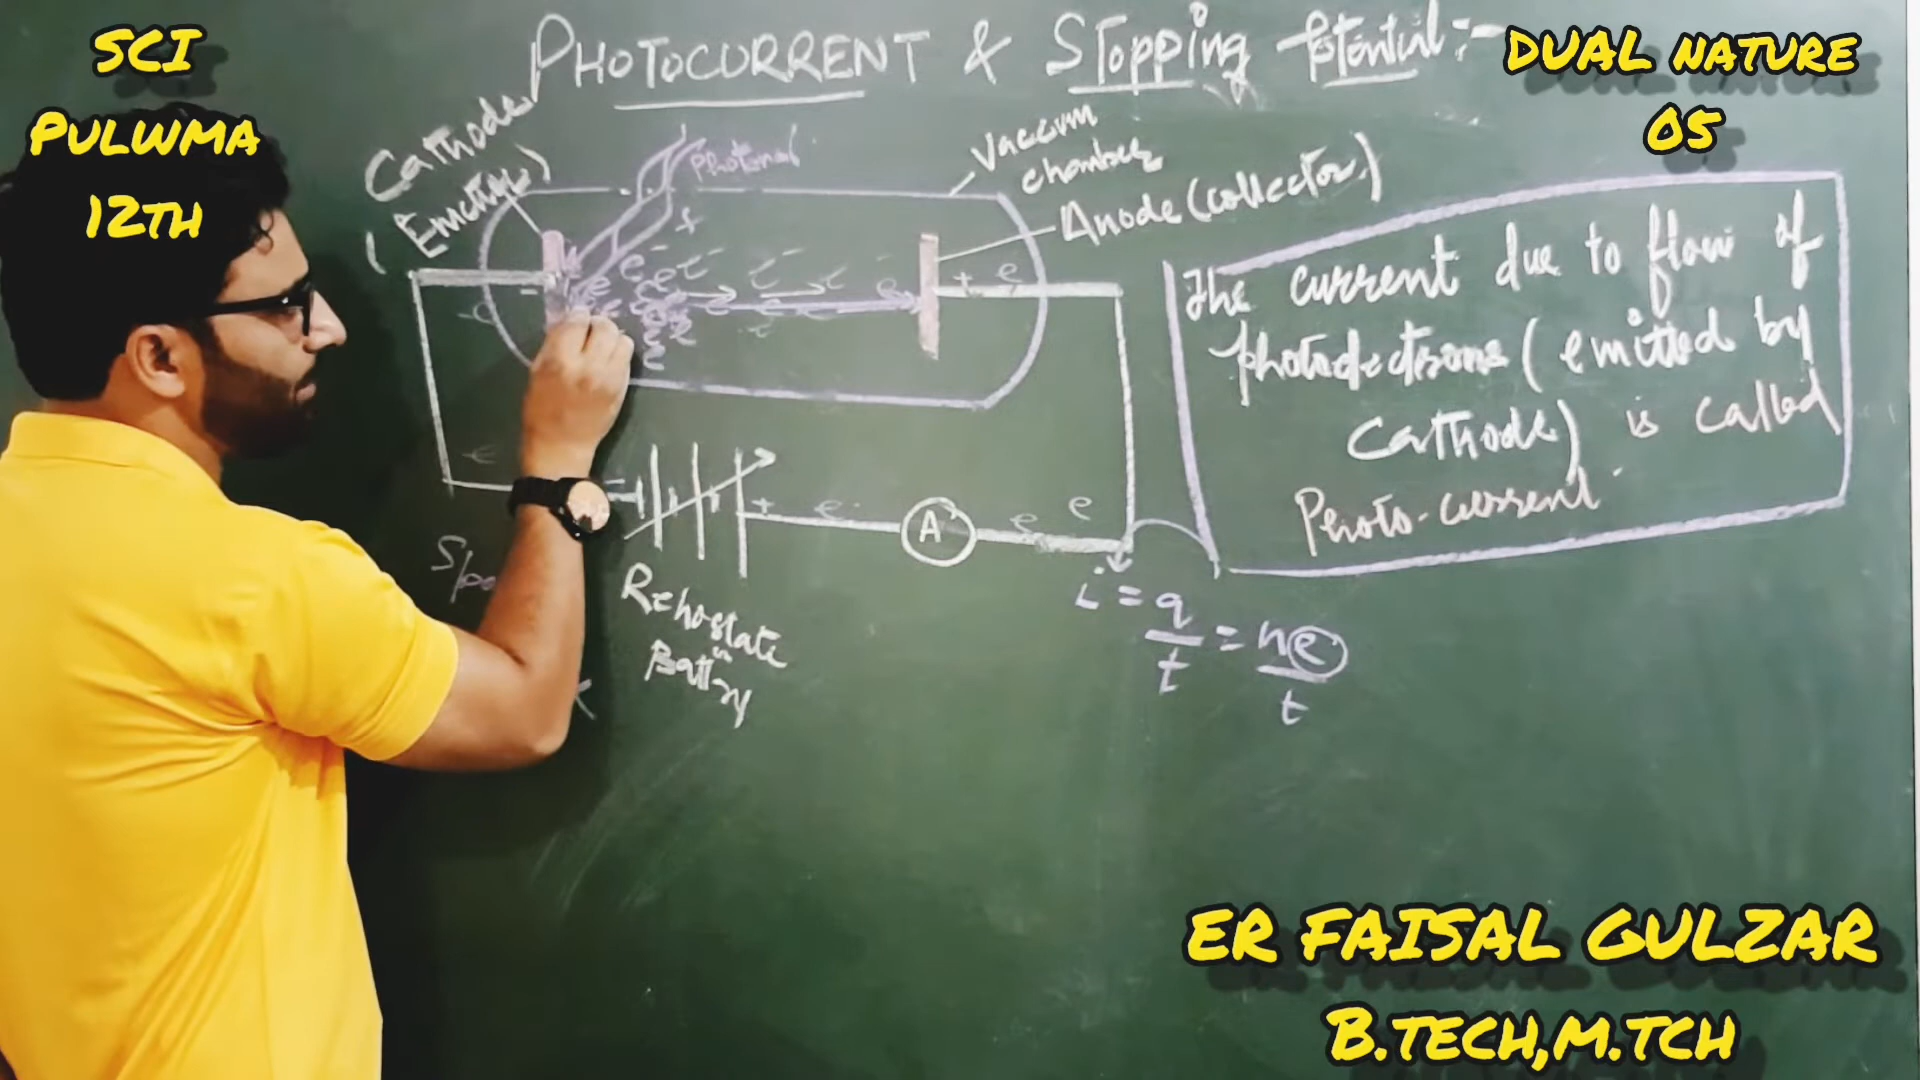 SCI
PULWMA
12TH
DUAL NATURE
05
PHOTOCURRENT & Stopping Potential :-
Cathode
(Emitter)
Photons
Vaccum
chamber
Anode (collector)
The current due to flow of
Photoelectrons (emitted by
Cathode) is called
Photo-current
- e
e e e e e e
+ e
A
+ e
e e
Rehostatic
Battery
i = q/t = ne/t
ER FAISAL GULZAR
B.TECH,M.TCH